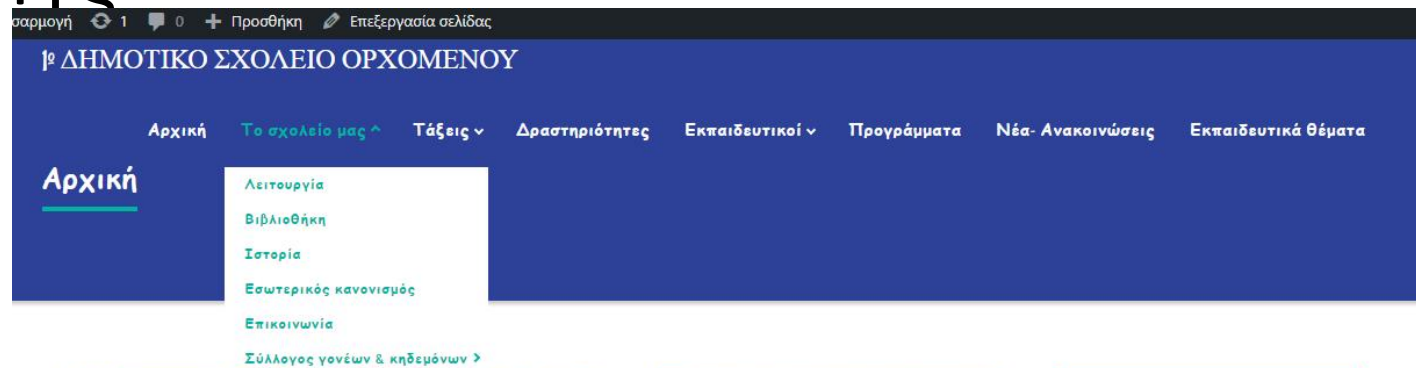 σαρμογή 1 0 + Προσθήκη Επεξεργασία σελίδας
1º ΔΗΜΟΤΙΚΟ ΣΧΟΛΕΙΟ ΟΡΧΟΜΕΝΟΥ
Αρχική Το σχολείο μας Τάξεις Δραστηριότητες Εκπαιδευτικοί Προγράμματα Νέα- Ανακοινώσεις Εκπαιδευτικά θέματα
Αρχική
Λειτουργία
Βιβλιοθήκη
Ιστορία
Εσωτερικός κανονισμός
Επικοινωνία
Σύλλογος γονέων & κηδεμόνων >